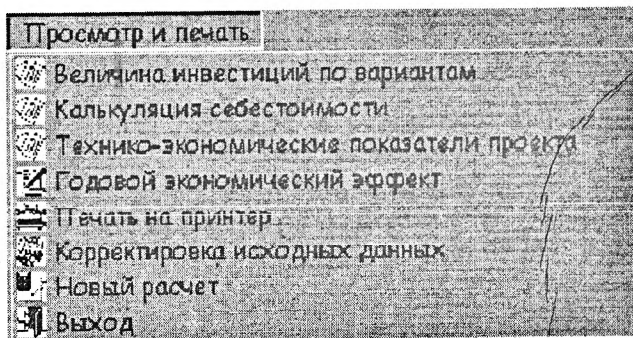 Просмотр и печать
Величина инвестиций по вариантам
Калькуляция себестоимости
Технико-экономические показатели проекта
Годовой экономический эффект
Печать на принтер
Корректировка исходных данных
Новый расчет
Выход